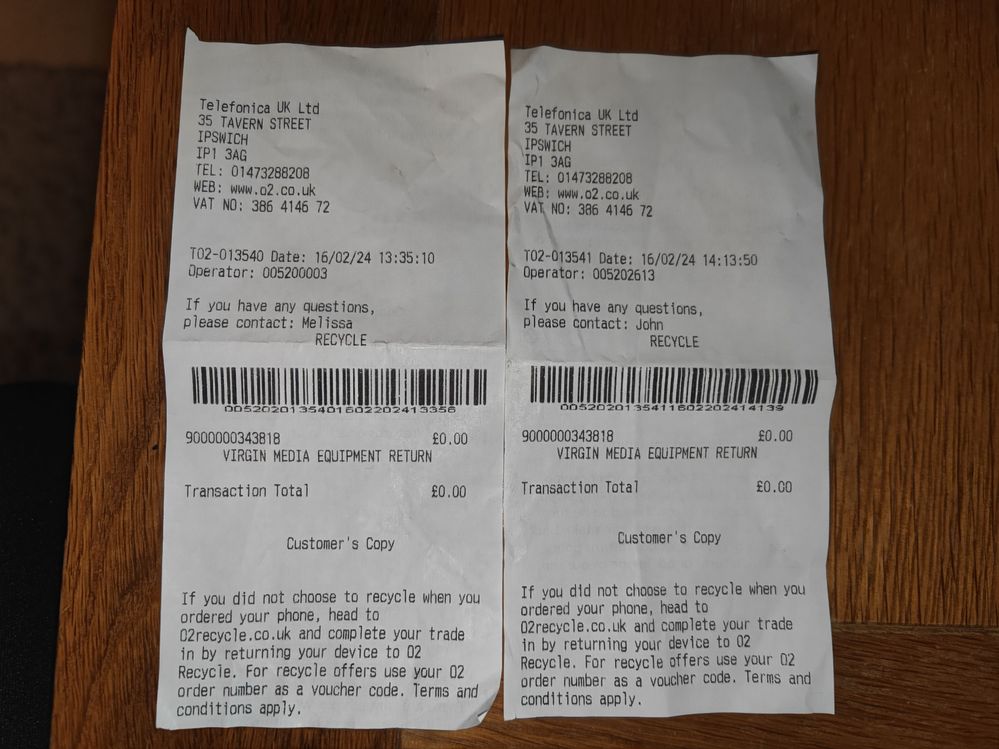 Telefonica UK Ltd
35 TAVERN STREET
IPSWICH
IP1 3AG
TEL: 01473288208
WEB: www.o2.co.uk
VAT NO: 386 4146 72
T02-013540 Date: 16/02/24 13:35:10
Operator: 005200003
If you have any questions,
please contact: Melissa
RECYCLE
0052020135401602202413356
9000000343818 £0.00
VIRGIN MEDIA EQUIPMENT RETURN
Transaction Total £0.00
Customer's Copy
If you did not choose to recycle when you
ordered your phone, head to
O2recycle.co.uk and complete your trade
in by returning your device to O2
Recycle. For recycle offers use your O2
order number as a voucher code. Terms and
conditions apply.
Telefonica UK Ltd
35 TAVERN STREET
IPSWICH
IP1 3AG
TEL: 01473288208
WEB: www.o2.co.uk
VAT NO: 386 4146 72
T02-013541 Date: 16/02/24 14:13:50
Operator: 005202613
If you have any questions,
please contact: John
RECYCLE
0052020135411602202414139
9000000343818 £0.00
VIRGIN MEDIA EQUIPMENT RETURN
Transaction Total £0.00
Customer's Copy
If you did not choose to recycle when you
ordered your phone, head to
O2recycle.co.uk and complete your trade
in by returning your device to O2
Recycle. For recycle offers use your O2
order number as a voucher code. Terms and
conditions apply.